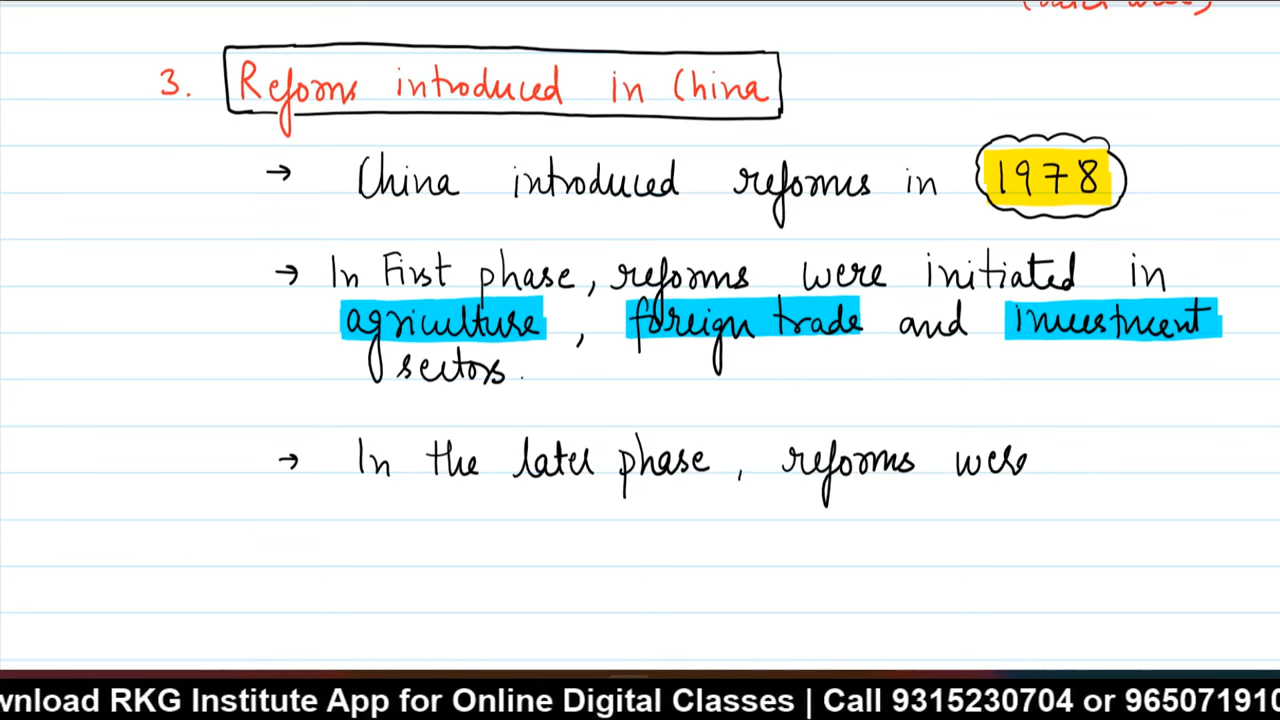 3. Reforms introduced in China
→ China introduced reforms in 1978
→ In First phase, reforms were initiated in
agriculture, foreign trade and investment
sectors.
→ In the later phase, reforms were
wnload RKG Institute App for Online Digital Classes | Call 9315230704 or 965071910